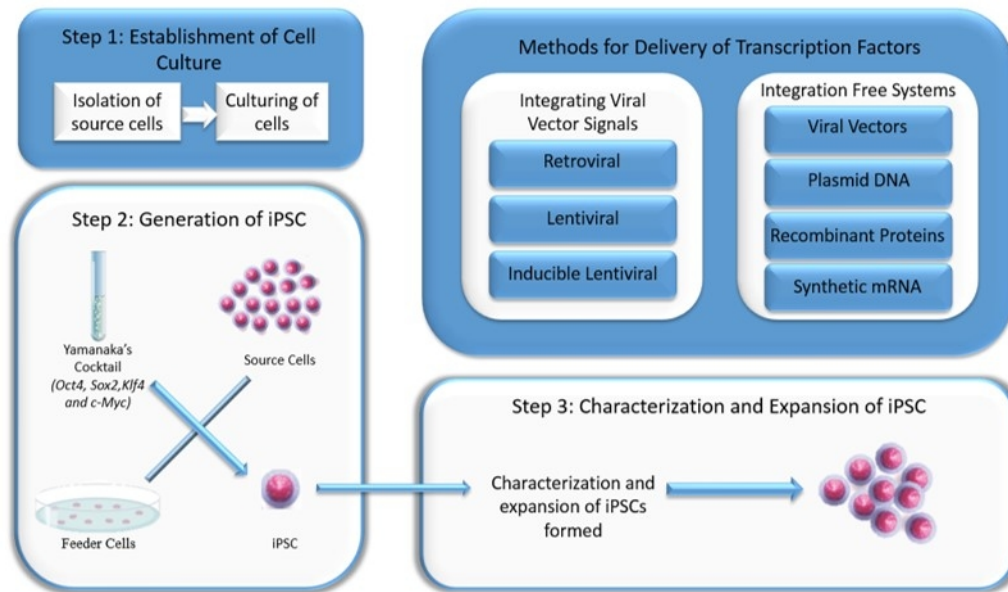 Step 1: Establishment of Cell
Culture
Isolation of
source cells
Culturing of
cells
Methods for Delivery of Transcription Factors
Integrating Viral
Vector Signals
Retroviral
Lentiviral
Inducible Lentiviral
Integration Free Systems
Viral Vectors
Plasmid DNA
Recombinant Proteins
Synthetic mRNA
Step 2: Generation of iPSC
Yamanaka's
Cocktail
(Oct4, Sox2,Klf4
and c-Myc)
Source Cells
Feeder Cells
iPSC
Step 3: Characterization and Expansion of iPSC
Characterization and
expansion of iPSCs
formed